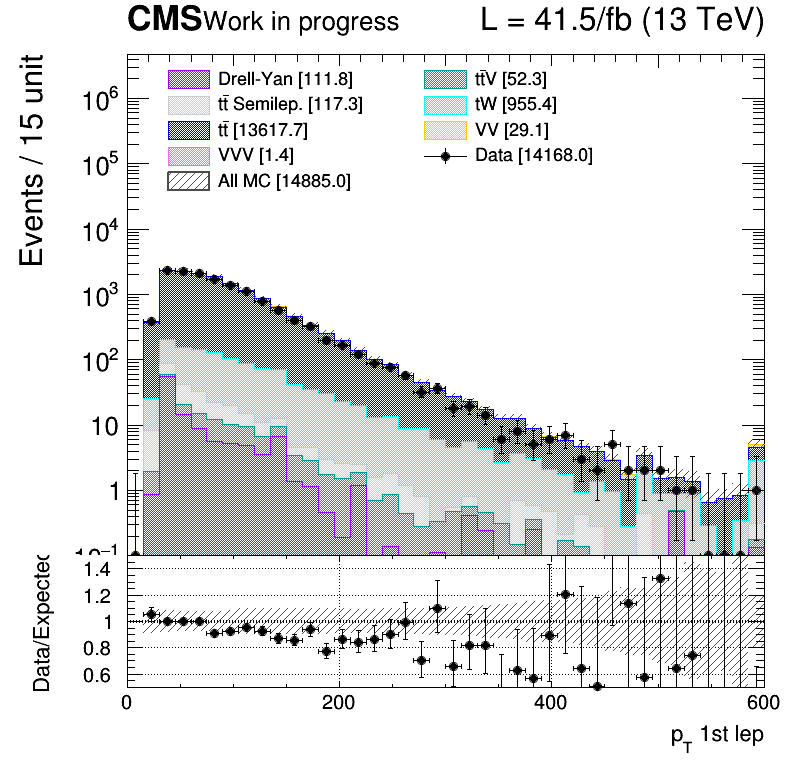 CMS Work in progress L = 41.5/fb (13 TeV)
Events / 15 unit
Drell-Yan [111.8]
tt̄ Semilep. [117.3]
tt̄ [13617.7]
VVV [1.4]
All MC [14885.0]
tt̄V [52.3]
tW [955.4]
VV [29.1]
Data [14168.0]
10⁶
10⁵
10⁴
10³
10²
10
1
10⁻¹
Data/Expected
1.4
1.2
1
0.8
0.6
0 200 400 600
p_T 1st lep